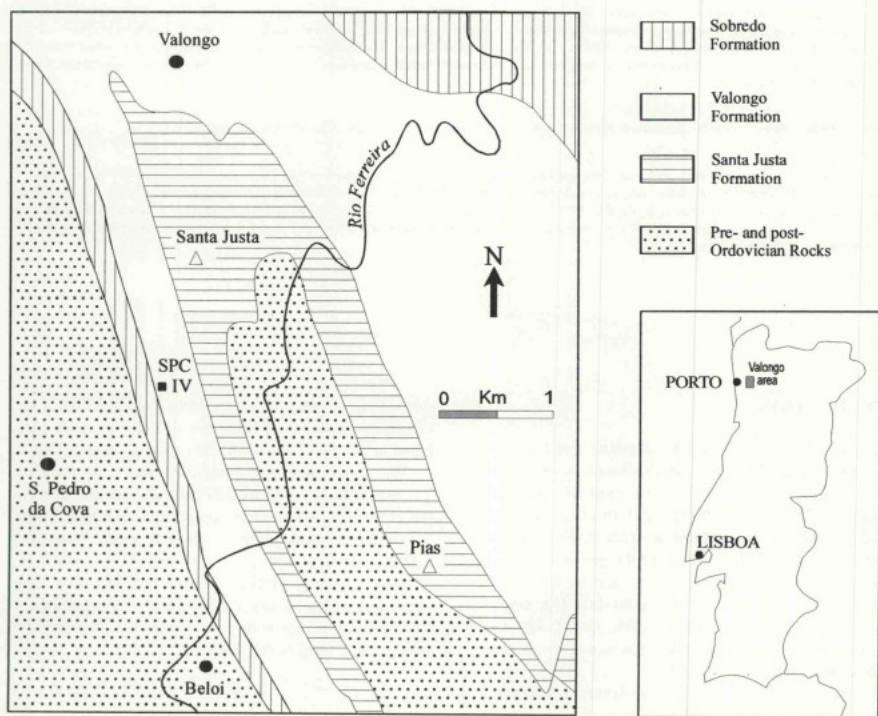 Valongo
Rio Ferreira
Santa Justa
N
SPC
IV
0 Km 1
S. Pedro
da Cova
Pias
Beloi
Sobredo
Formation
Valongo
Formation
Santa Justa
Formation
Pre- and post-
Ordovician Rocks
PORTO
Valongo
area
LISBOA